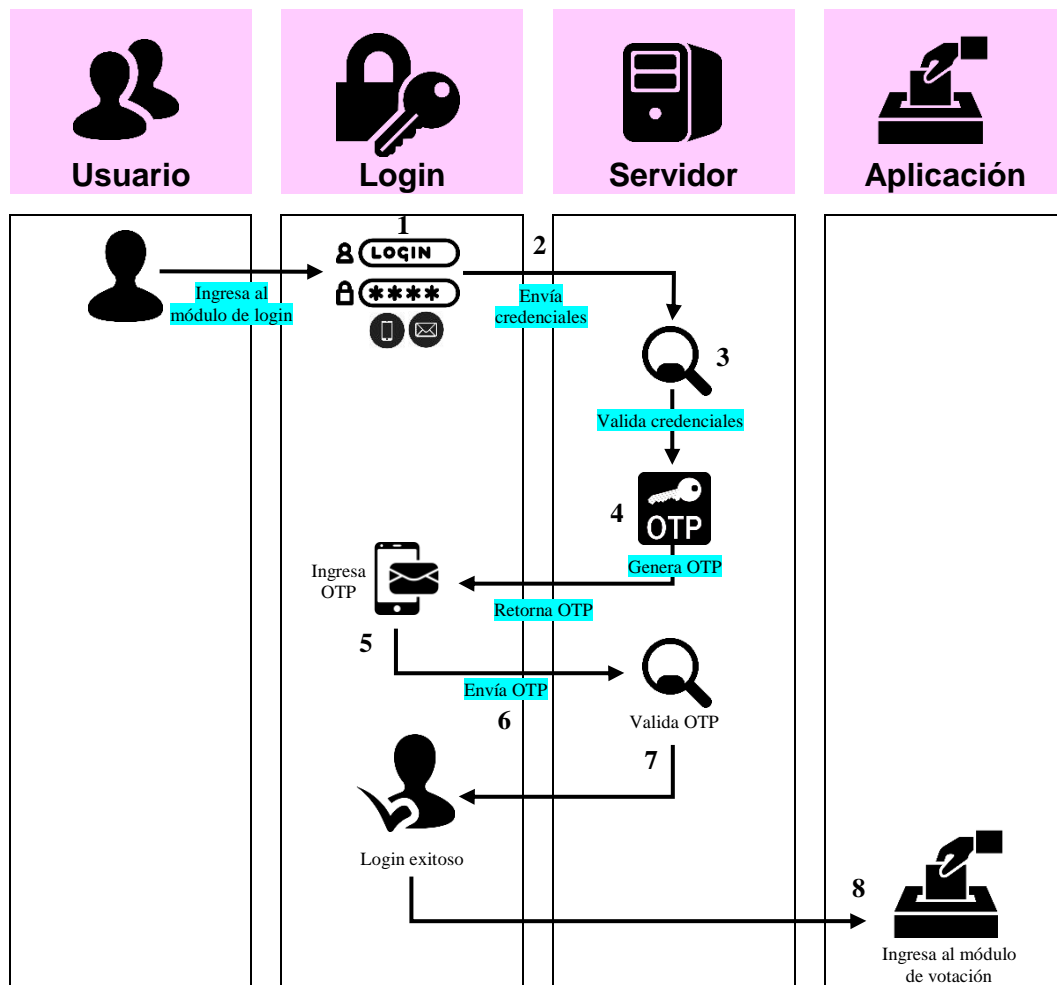 Usuario
Login
Servidor
Aplicación
1
LOGIN
****
Ingresa al
módulo de login
2
Envía
credenciales
3
Valida credenciales
4
OTP
Genera OTP
Ingresa
OTP
Retorna OTP
5
Envía OTP
6
Valida OTP
7
Login exitoso
8
Ingresa al módulo
de votación